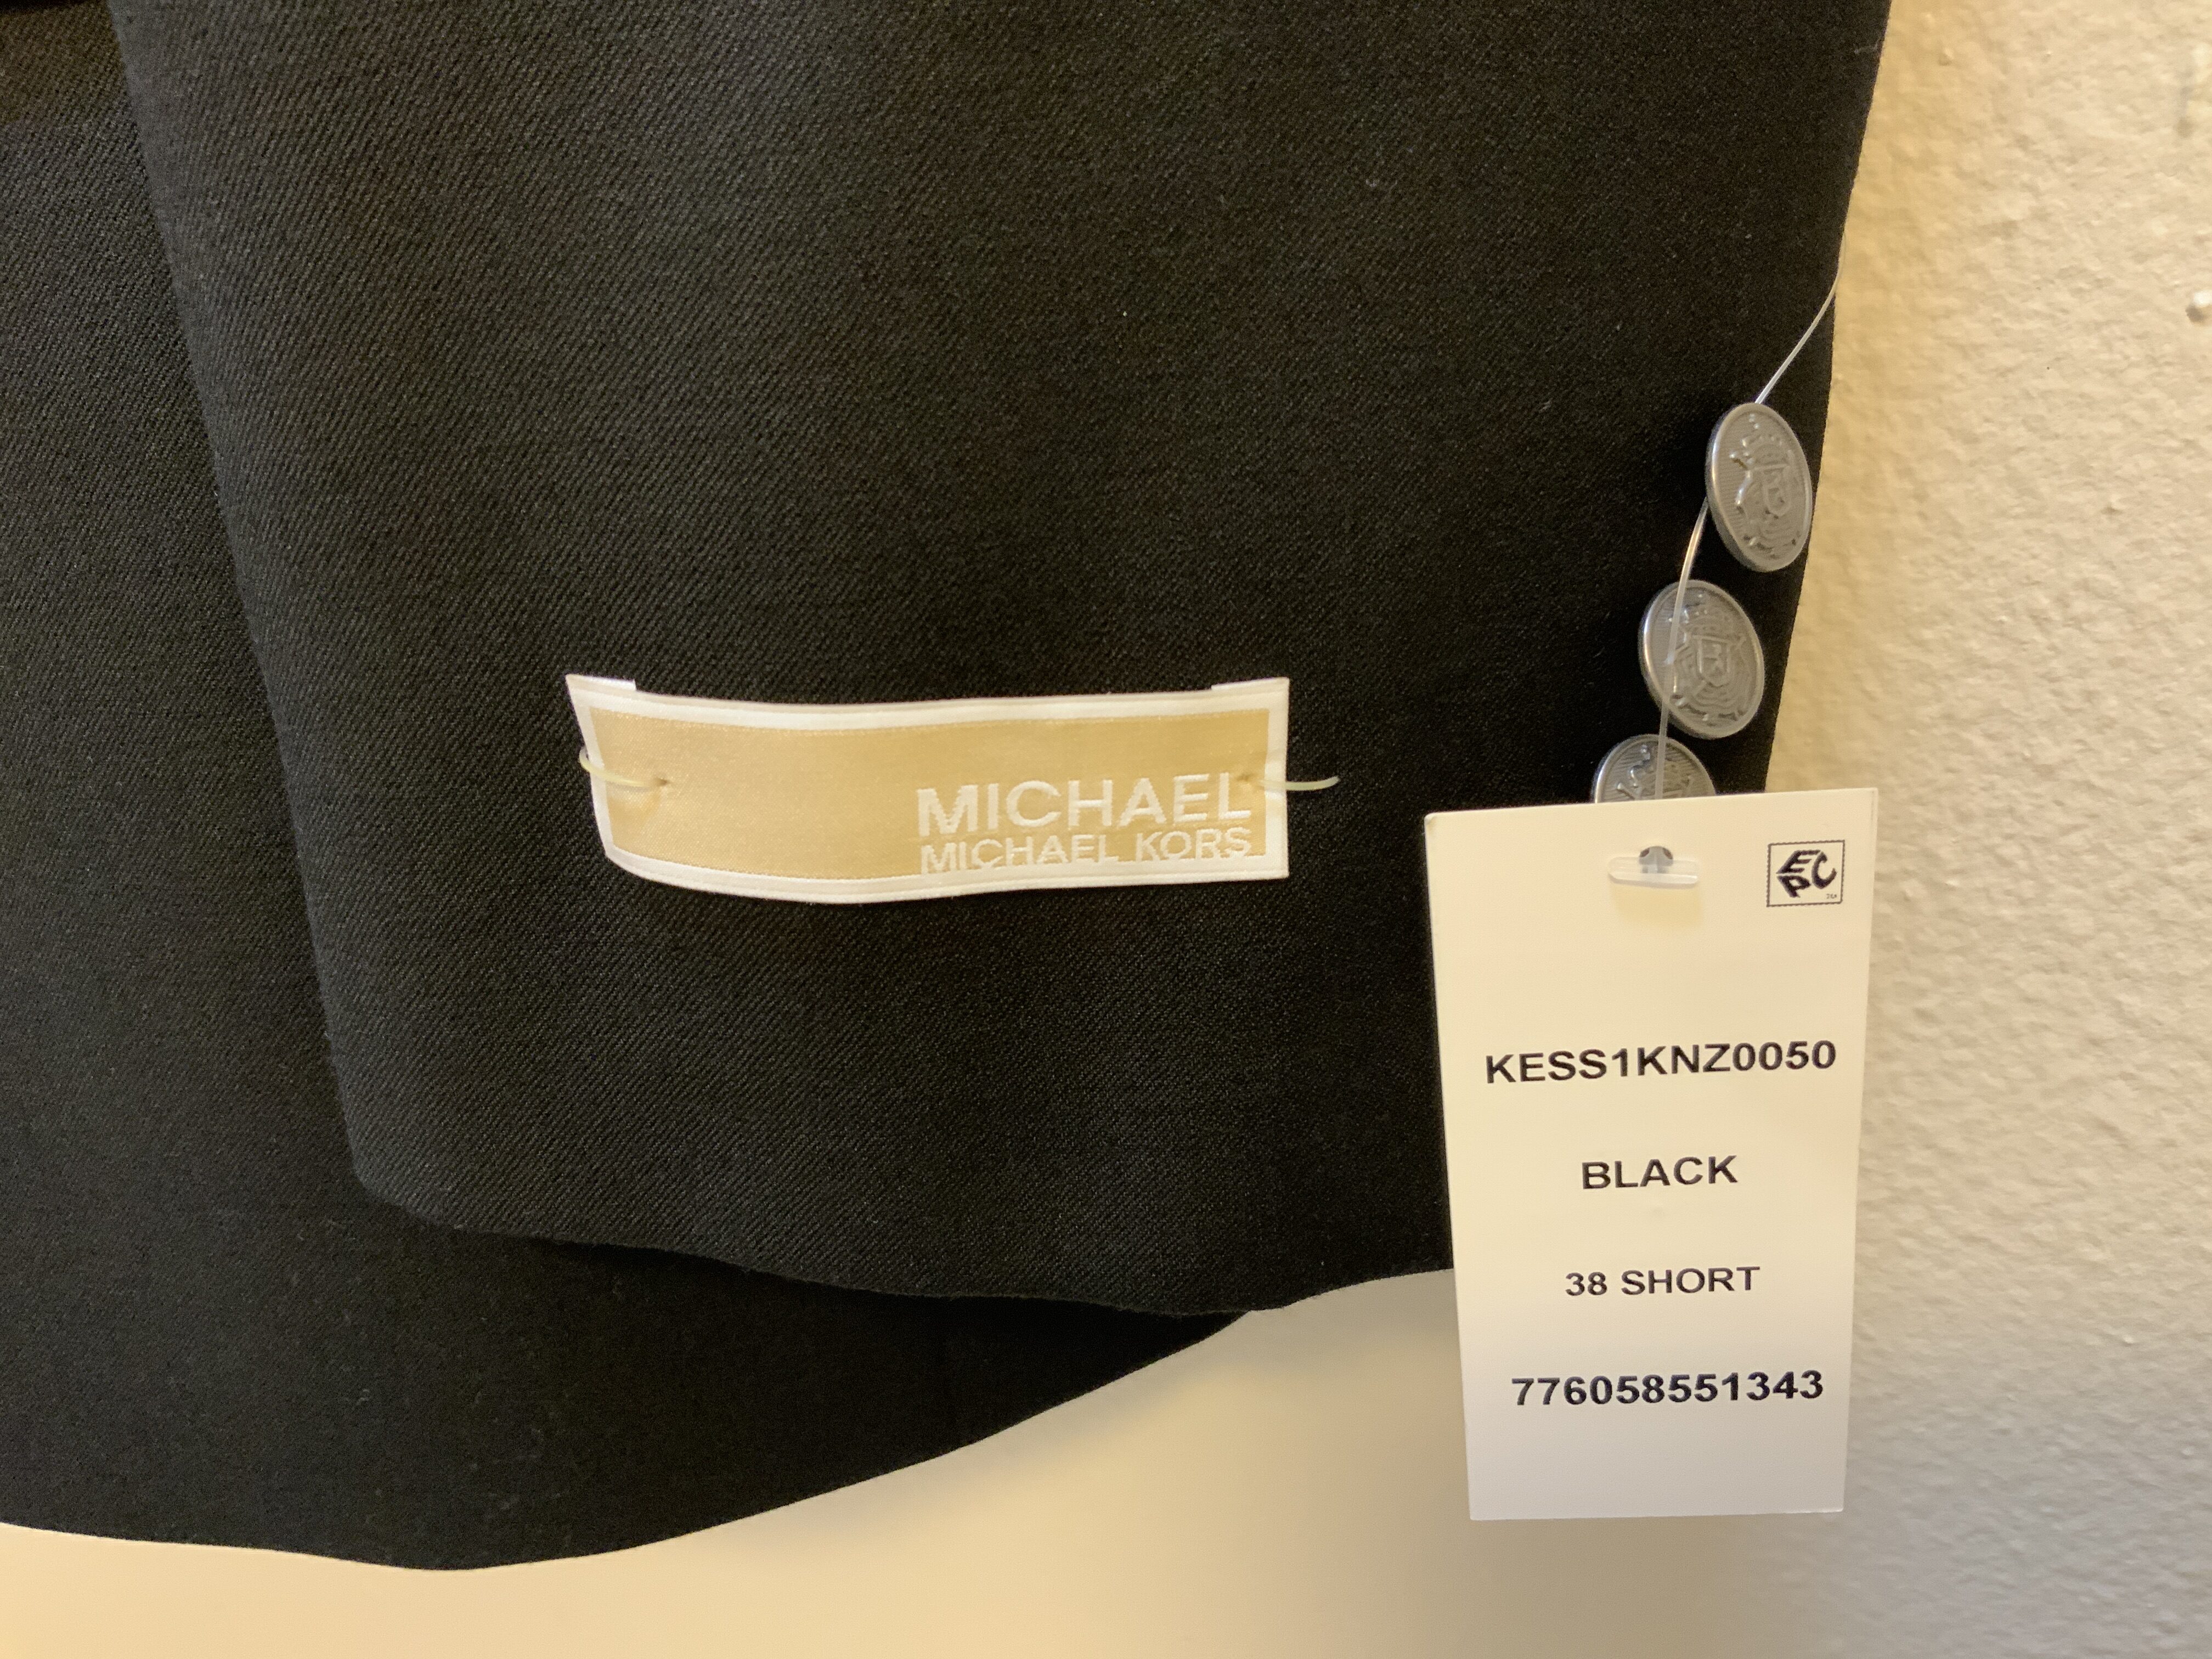 MICHAEL
MICHAEL KORS
EPC
KESS1KNZ0050
BLACK
38 SHORT
776058551343